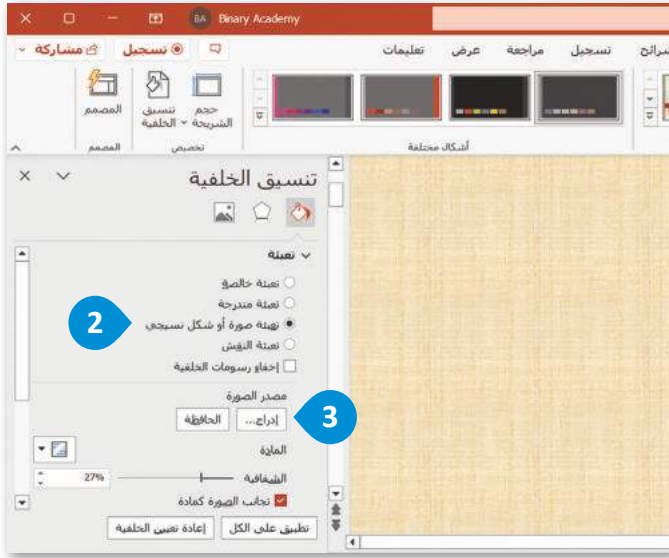 Binary Academy BA
شرائح تسجيل مراجعة عرض تعليمات تسجيل مشاركة
حجم الشريحة تنسيق الخلفية المصمم
أشكال مختلفة تخصيص المصمم
تنسيق الخلفية
تعبئة
تعبئة خالصة
تعبئة متدرجة
تعبئة صورة أو شكل نسيجي
2
تعبئة النقش
إخفاء رسومات الخلفية
مصدر الصورة
إدراج... الحافظة
3
المادة
الشفافية 27%
تجانب الصورة كمادة
تطبيق على الكل إعادة تعيين الخلفية